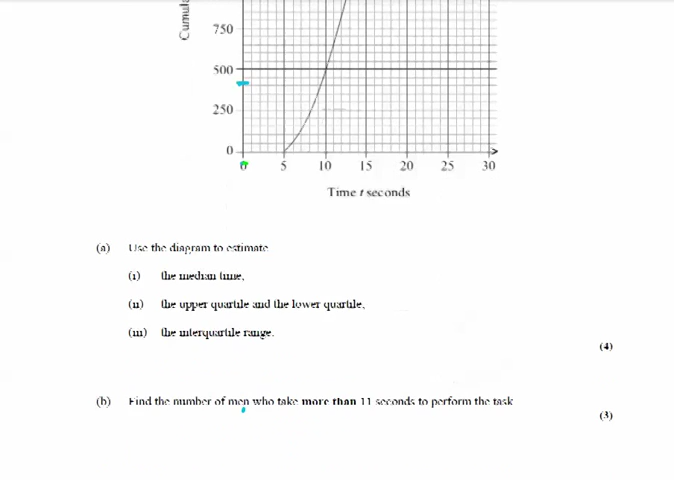 Cumula
750
500
250
0
0 5 10 15 20 25 30
Time t seconds
(a) Use the diagram to estimate
(i) the median time,
(ii) the upper quartile and the lower quartile,
(iii) the interquartile range.
(4)
(b) Find the number of men who take more than 11 seconds to perform the task
(3)